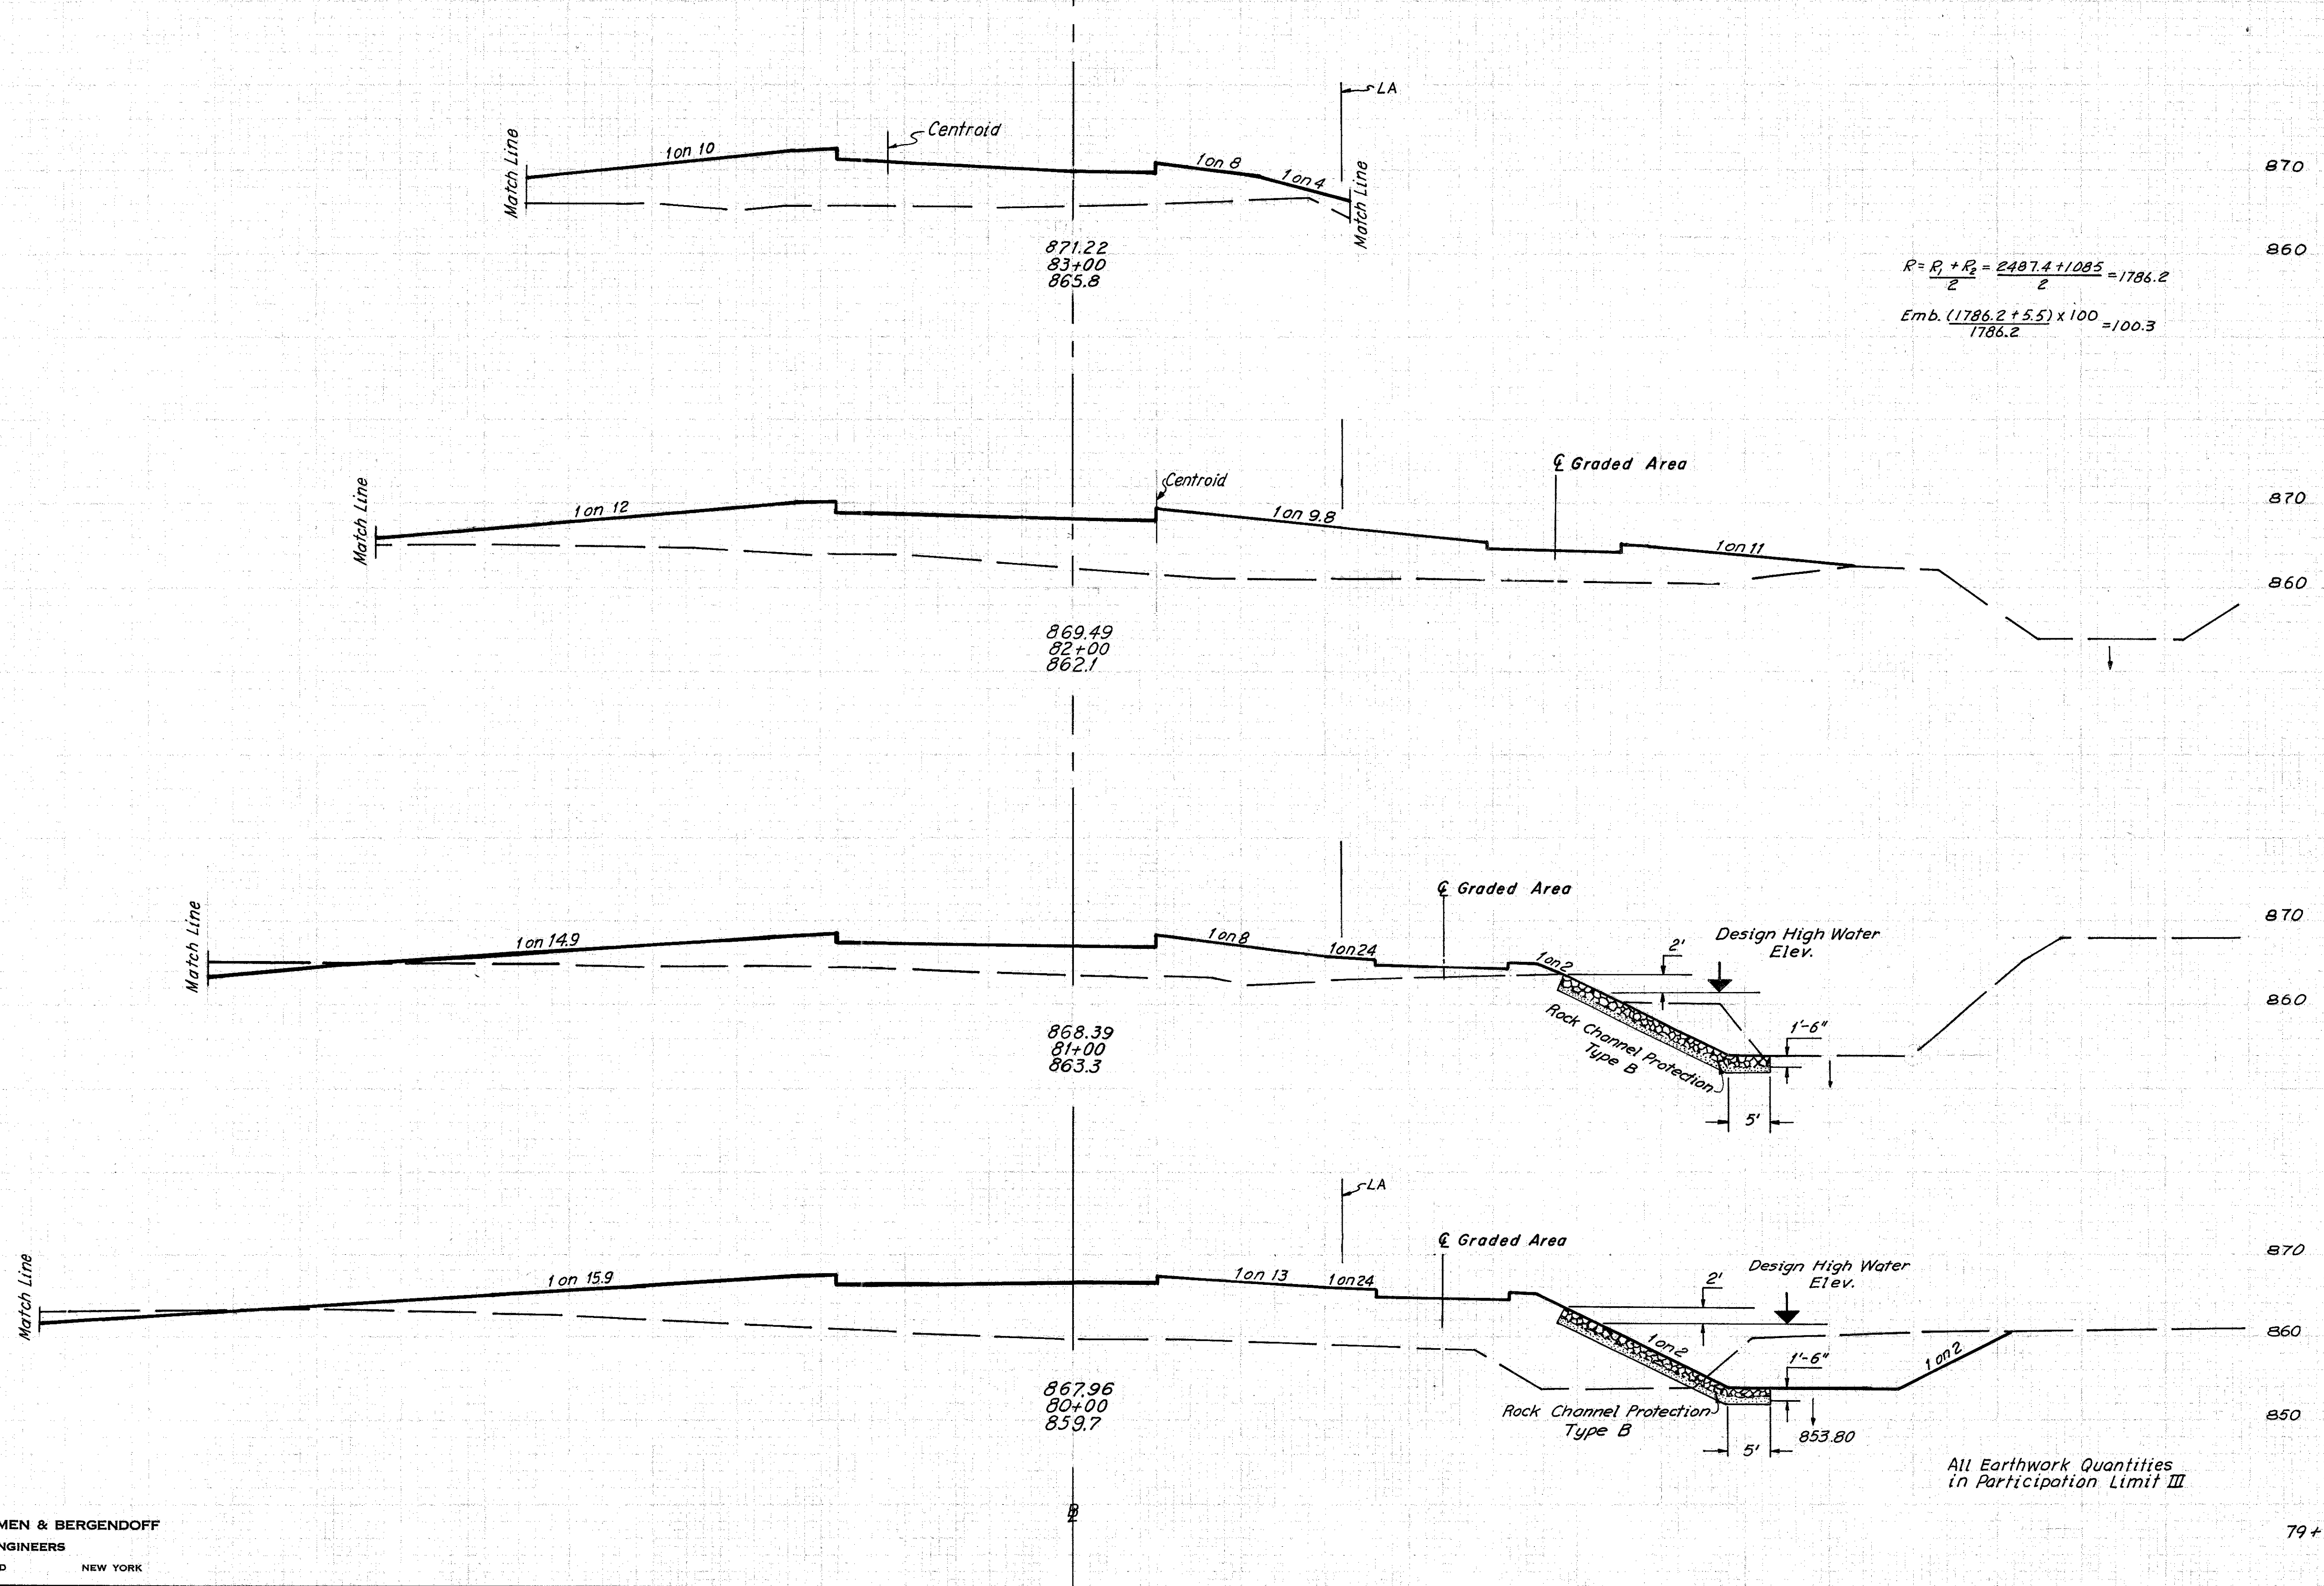 LA
Centroid
1 on 10
Match Line
1 on 8
1 on 4
Match Line
870
871.22
83+00
865.8
860
R = R₁ + R₂ / 2 = 2487.4 + 1085 / 2 = 1786.2
Emb. (1786.2 + 5.5) x 100 / 1786.2 = 100.3
℄ Graded Area
Centroid
Match Line
1 on 12
1 on 9.8
1 on 11
870
860
869.49
82+00
862.1
℄ Graded Area
Match Line
1 on 14.9
1 on 8
1 on 24
1 on 2
2'
Design High Water
Elev.
870
860
Rock Channel Protection
Type B
1'-6"
5'
868.39
81+00
863.3
LA
℄ Graded Area
Match Line
1 on 15.9
1 on 13
1 on 24
2'
Design High Water
Elev.
870
860
1 on 2
1'-6"
1 on 2
867.96
80+00
859.7
Rock Channel Protection
Type B
5'
853.80
850
All Earthwork Quantities
in Participation Limit III
MEN & BERGENDOFF
NGINEERS
D NEW YORK
79+